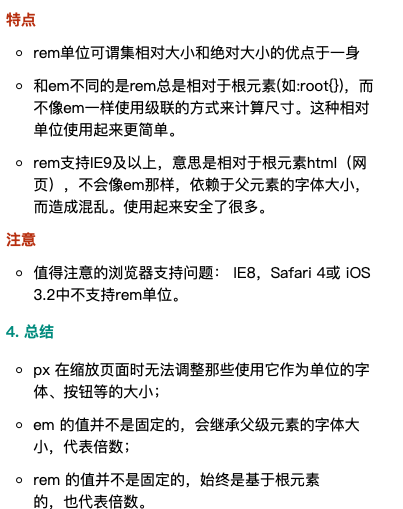 特点
rem单位可谓集相对大小和绝对大小的优点于一身
和em不同的是rem总是相对于根元素(如:root{})，而
不像em一样使用级联的方式来计算尺寸。这种相对
单位使用起来更简单。
rem支持IE9及以上，意思是相对于根元素html（网
页），不会像em那样，依赖于父元素的字体大小，
而造成混乱。使用起来安全了很多。
注意
值得注意的浏览器支持问题： IE8，Safari 4或 iOS
3.2中不支持rem单位。
4. 总结
px 在缩放页面时无法调整那些使用它作为单位的字
体、按钮等的大小；
em 的值并不是固定的，会继承父级元素的字体大
小，代表倍数；
rem 的值并不是固定的，始终是基于根元素
的，也代表倍数。